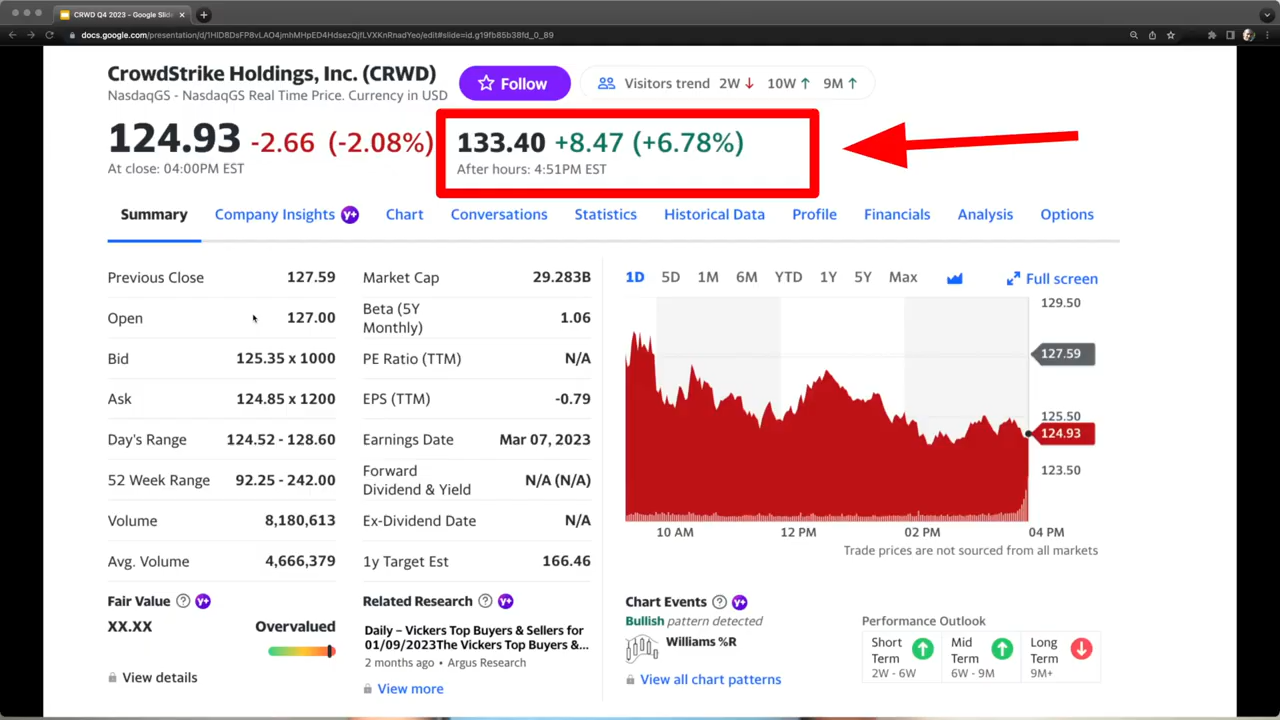 CRWD Q4 2023 – Google Slide
docs.google.com/presentation/d/1HlD8DsFP8vLAO4jmhMHpED4HdsezQjfLVXKnRnadYeo/edit#slide=id.g19fb85b38fd_0_89
CrowdStrike Holdings, Inc. (CRWD)
NasdaqGS - NasdaqGS Real Time Price. Currency in USD
Follow
Visitors trend 2W 10W 9M
124.93 -2.66 (-2.08%)
At close: 04:00PM EST
133.40 +8.47 (+6.78%)
After hours: 4:51PM EST
Summary Company Insights Y+ Chart Conversations Statistics Historical Data Profile Financials Analysis Options
Previous Close 127.59
Open 127.00
Bid 125.35 x 1000
Ask 124.85 x 1200
Day's Range 124.52 - 128.60
52 Week Range 92.25 - 242.00
Volume 8,180,613
Avg. Volume 4,666,379
Market Cap 29.283B
Beta (5Y
Monthly) 1.06
PE Ratio (TTM) N/A
EPS (TTM) -0.79
Earnings Date Mar 07, 2023
Forward
Dividend & Yield N/A (N/A)
Ex-Dividend Date N/A
1y Target Est 166.46
1D 5D 1M 6M YTD 1Y 5Y Max Full screen
129.50
127.59
125.50
124.93
123.50
10 AM 12 PM 02 PM 04 PM
Trade prices are not sourced from all markets
Fair Value ? Y+
XX.XX Overvalued
View details
Related Research ? Y+
Daily – Vickers Top Buyers & Sellers for
01/09/2023The Vickers Top Buyers &...
2 months ago • Argus Research
View more
Chart Events ? Y+
Bullish pattern detected
Williams %R
View all chart patterns
Performance Outlook
Short
Term
2W - 6W
Mid
Term
6W - 9M
Long
Term
9M+